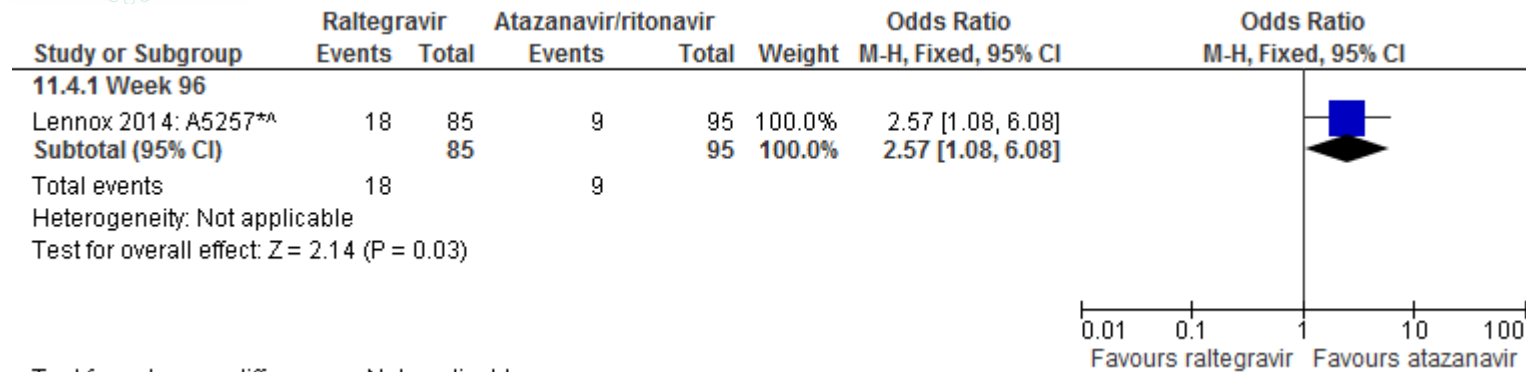 Raltegravir Atazanavir/ritonavir Odds Ratio Odds Ratio
Study or Subgroup Events Total Events Total Weight M-H, Fixed, 95% CI M-H, Fixed, 95% CI
11.4.1 Week 96
Lennox 2014: A5257*^ 18 85 9 95 100.0% 2.57 [1.08, 6.08]
Subtotal (95% CI) 85 95 100.0% 2.57 [1.08, 6.08]
Total events 18 9
Heterogeneity: Not applicable
Test for overall effect: Z = 2.14 (P = 0.03)
0.01 0.1 1 10 100
Favours raltegravir Favours atazanavir